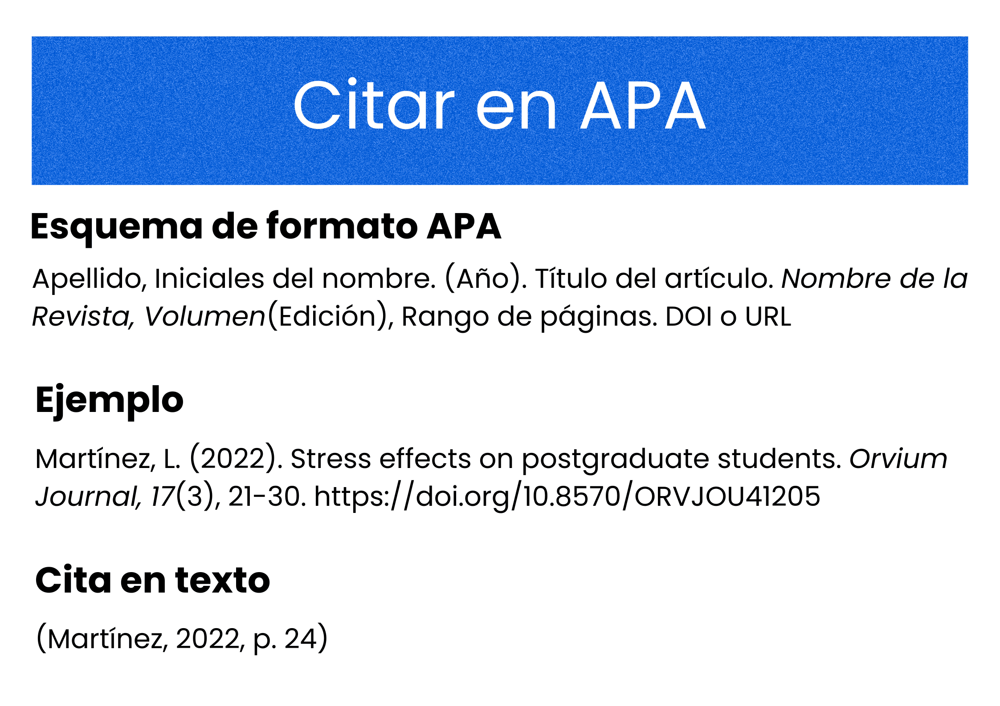 Citar en APA
Esquema de formato APA
Apellido, Iniciales del nombre. (Año). Título del artículo. Nombre de la
Revista, Volumen(Edición), Rango de páginas. DOI o URL
Ejemplo
Martínez, L. (2022). Stress effects on postgraduate students. Orvium
Journal, 17(3), 21-30. https://doi.org/10.8570/ORVJOU41205
Cita en texto
(Martínez, 2022, p. 24)